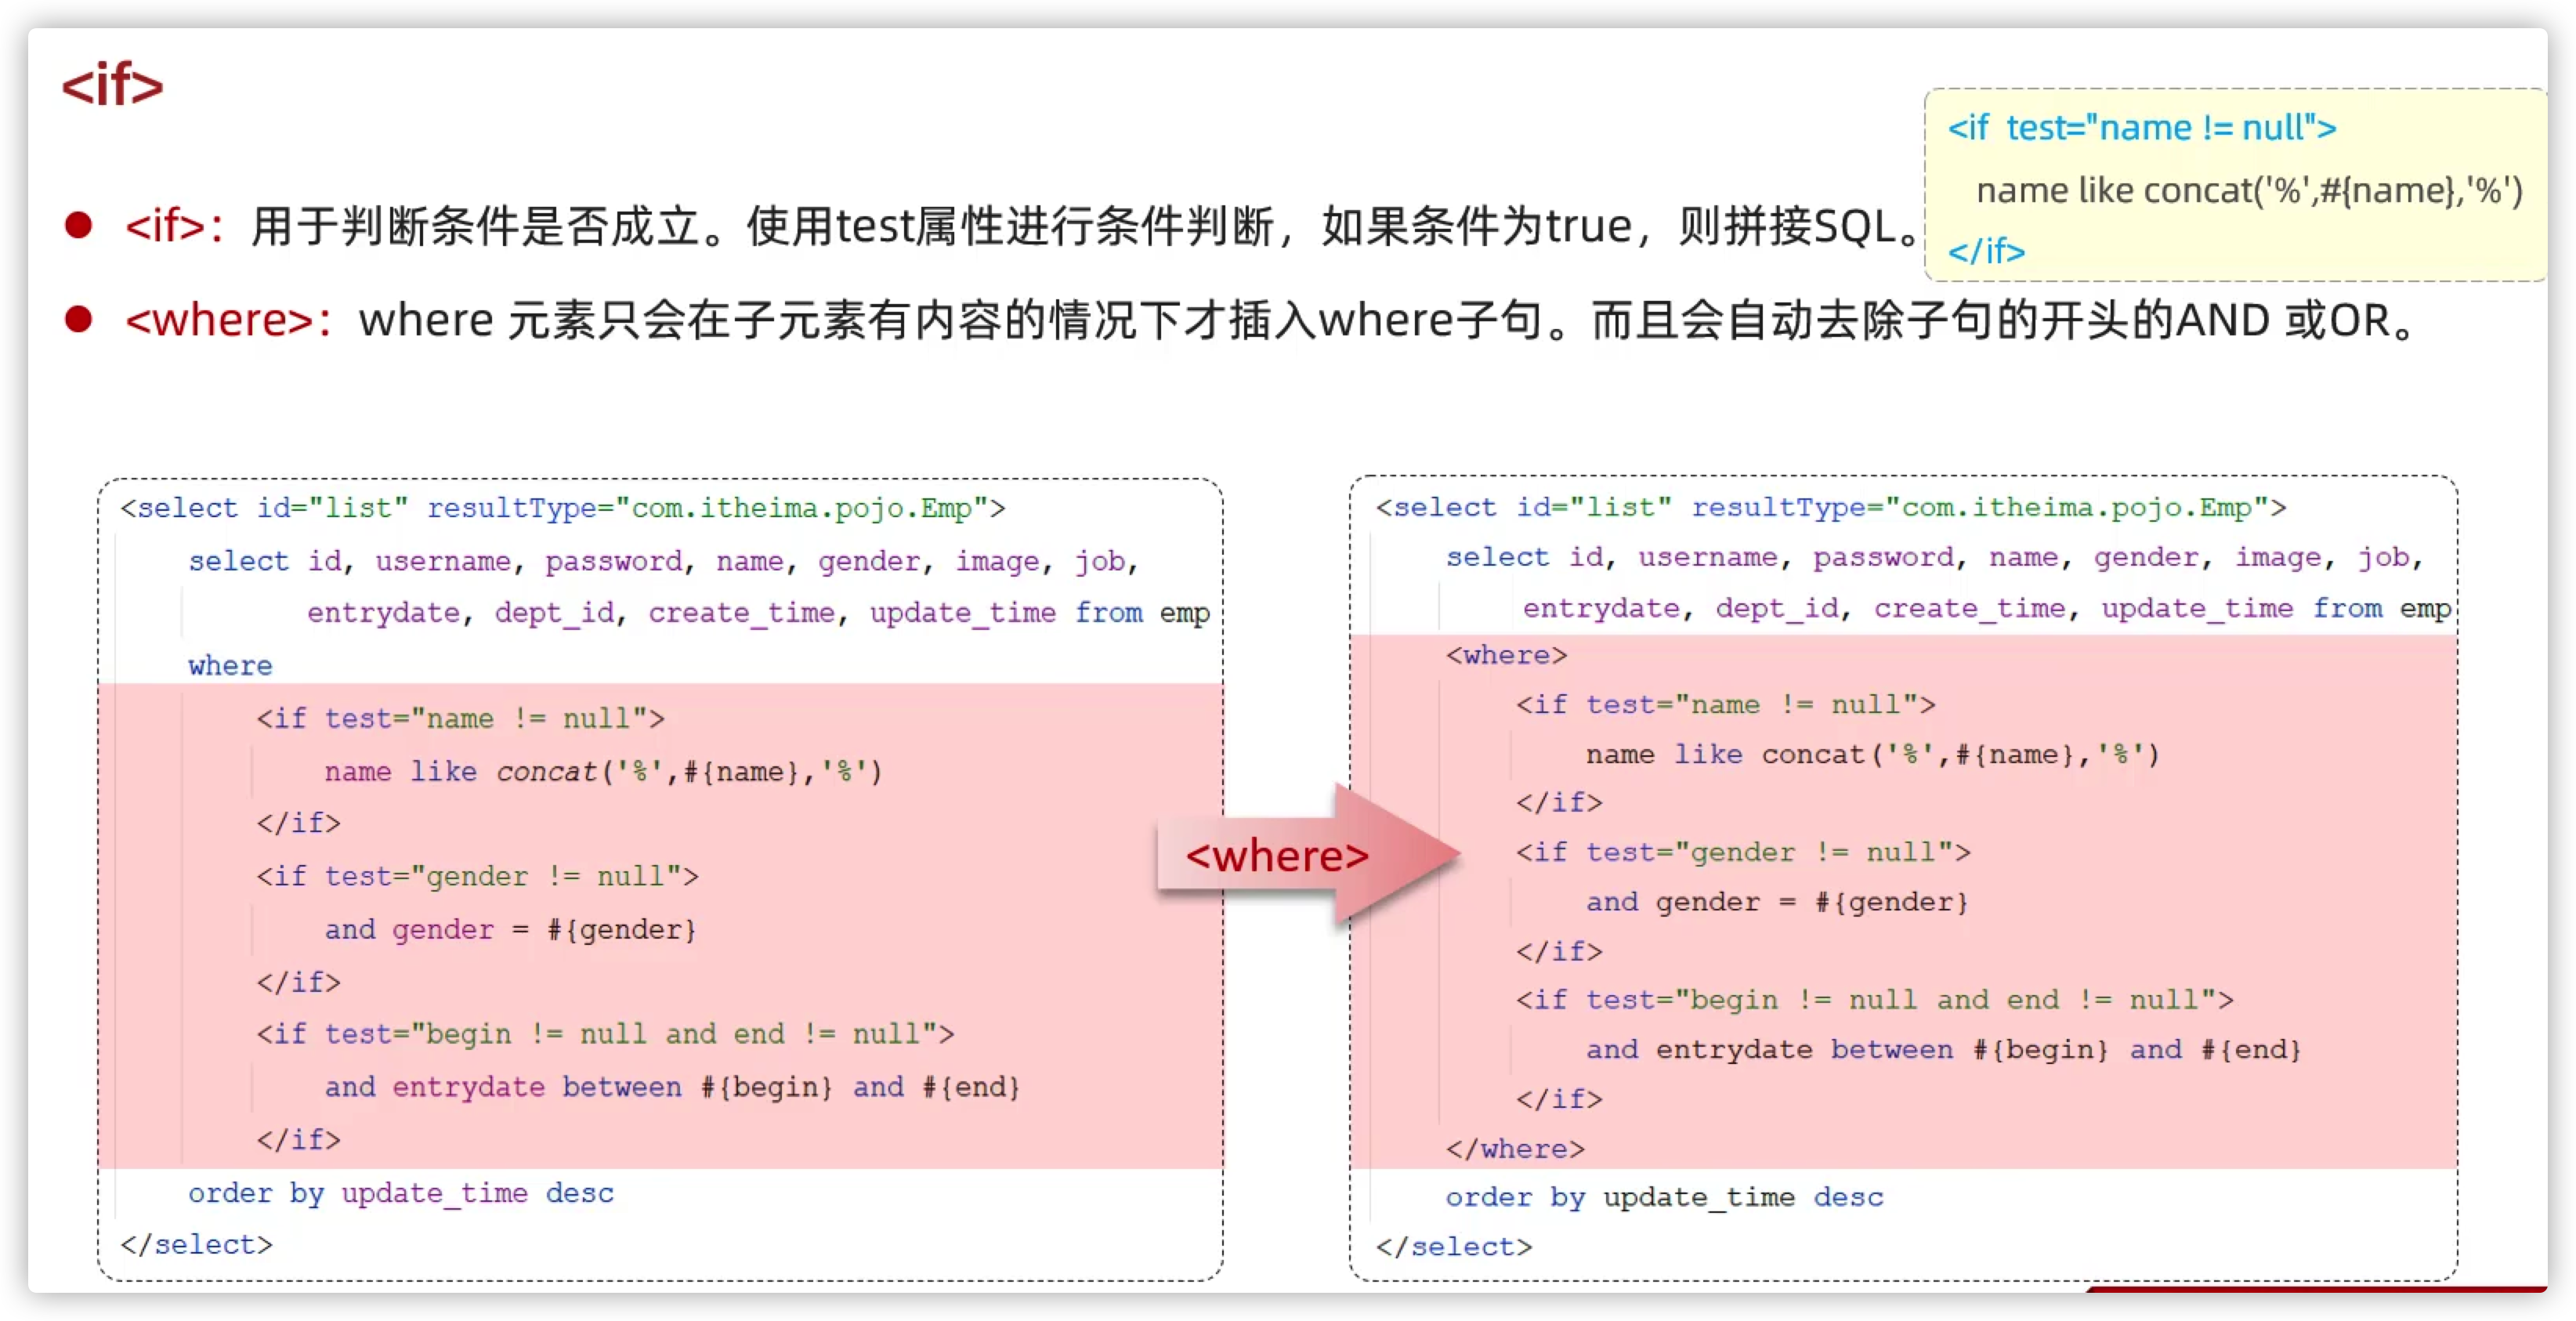 <if>
<if test="name != null">
name like concat('%',#{name},'%')
</if>
<if>：用于判断条件是否成立。使用test属性进行条件判断，如果条件为true，则拼接SQL。
<where>：where 元素只会在子元素有内容的情况下才插入where子句。而且会自动去除子句的开头的AND 或OR。
<select id="list" resultType="com.itheima.pojo.Emp">
select id, username, password, name, gender, image, job,
entrydate, dept_id, create_time, update_time from emp
where
<if test="name != null">
name like concat('%',#{name},'%')
</if>
<if test="gender != null">
and gender = #{gender}
</if>
<if test="begin != null and end != null">
and entrydate between #{begin} and #{end}
</if>
order by update_time desc
</select>
<where>
<select id="list" resultType="com.itheima.pojo.Emp">
select id, username, password, name, gender, image, job,
entrydate, dept_id, create_time, update_time from emp
<where>
<if test="name != null">
name like concat('%',#{name},'%')
</if>
<if test="gender != null">
and gender = #{gender}
</if>
<if test="begin != null and end != null">
and entrydate between #{begin} and #{end}
</if>
</where>
order by update_time desc
</select>